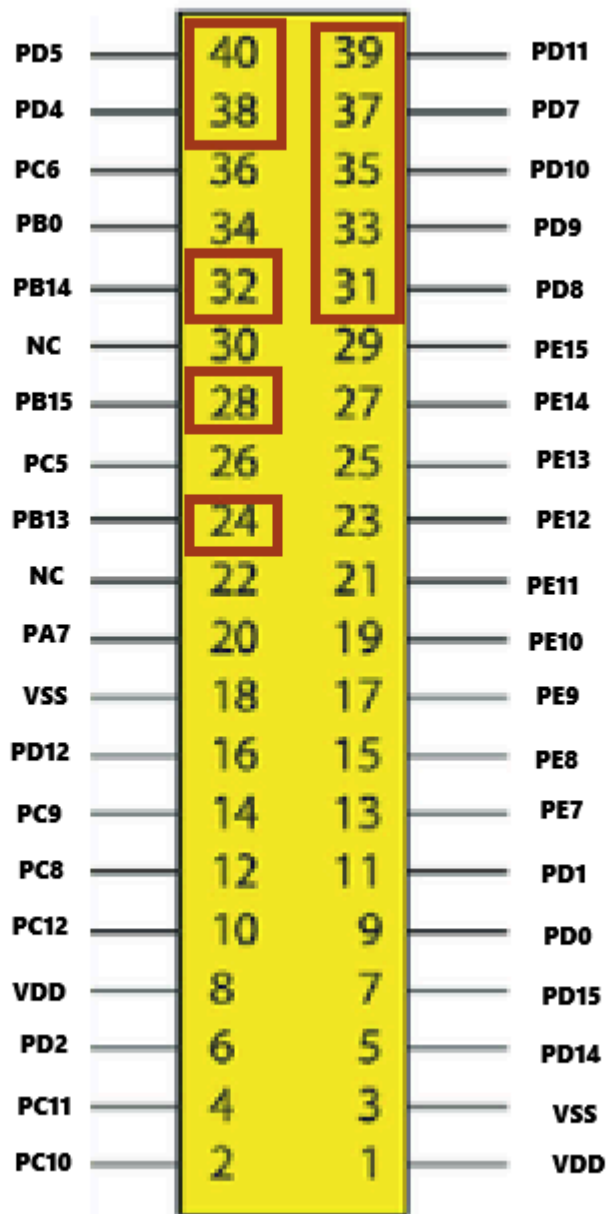 PD5 40 39 PD11
PD4 38 37 PD7
PC6 36 35 PD10
PB0 34 33 PD9
PB14 32 31 PD8
NC 30 29 PE15
PB15 28 27 PE14
PC5 26 25 PE13
PB13 24 23 PE12
NC 22 21 PE11
PA7 20 19 PE10
VSS 18 17 PE9
PD12 16 15 PE8
PC9 14 13 PE7
PC8 12 11 PD1
PC12 10 9 PD0
VDD 8 7 PD15
PD2 6 5 PD14
PC11 4 3 VSS
PC10 2 1 VDD